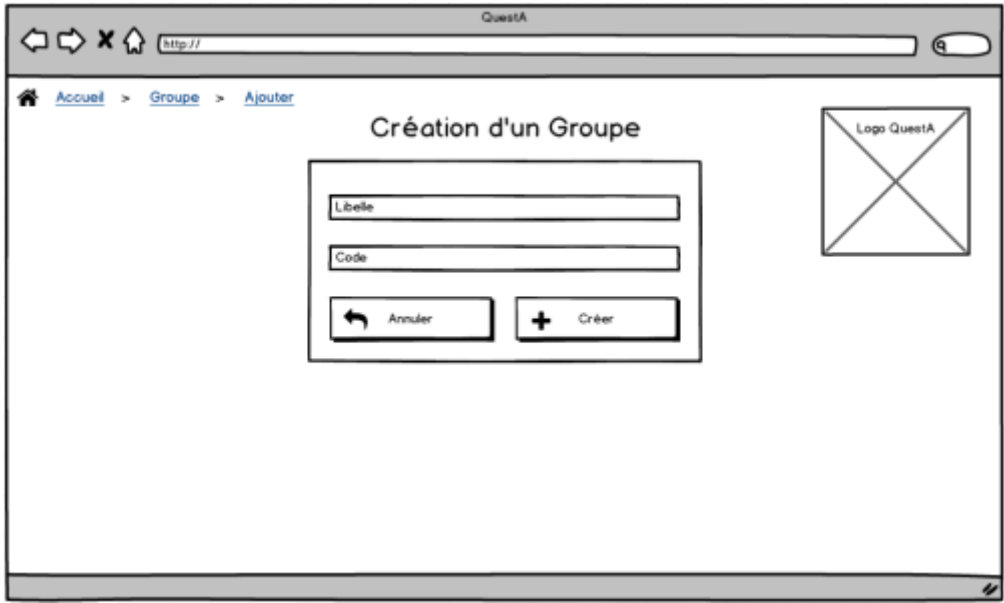 QuestA
http://
Accueil > Groupe > Ajouter
Création d'un Groupe
Logo QuestA
Libelle
Code
Annuler
Créer